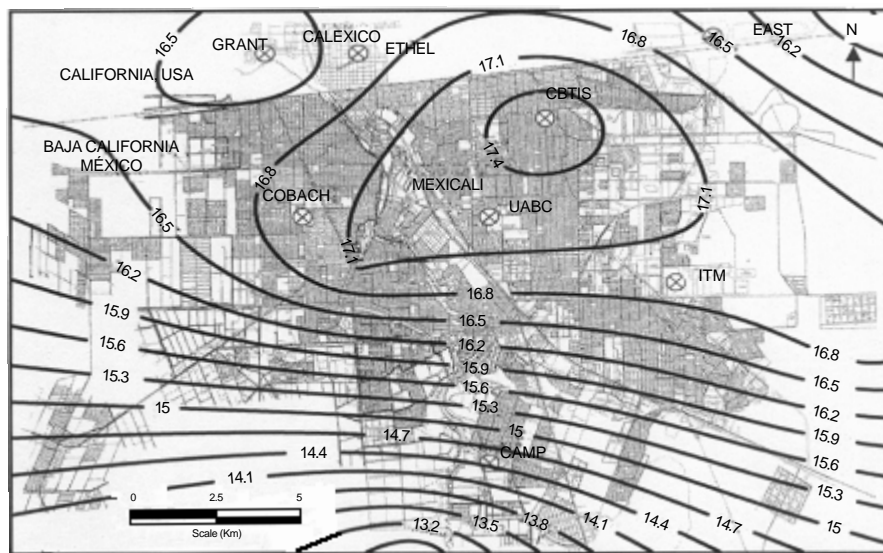 EAST
N
16.5
GRANT
CALEXICO
ETHEL
16.8
16.5
16.2
CALIFORNIA, USA
17.1
CBTIS
BAJA CALIFORNIA
MÉXICO
17.4
16.8
COBACH
MEXICALI
UABC
17.1
16.5
17.1
16.2
ITM
16.8
15.9
16.5
15.6
16.2
16.8
15.3
15.9
16.5
15.6
16.2
15
15.3
15.9
14.7
15
15.6
14.4
CAMP
15.3
14.1
15
0 2.5 5
Scale (Km)
13.2
13.5
13.8
14.1
14.4
14.7